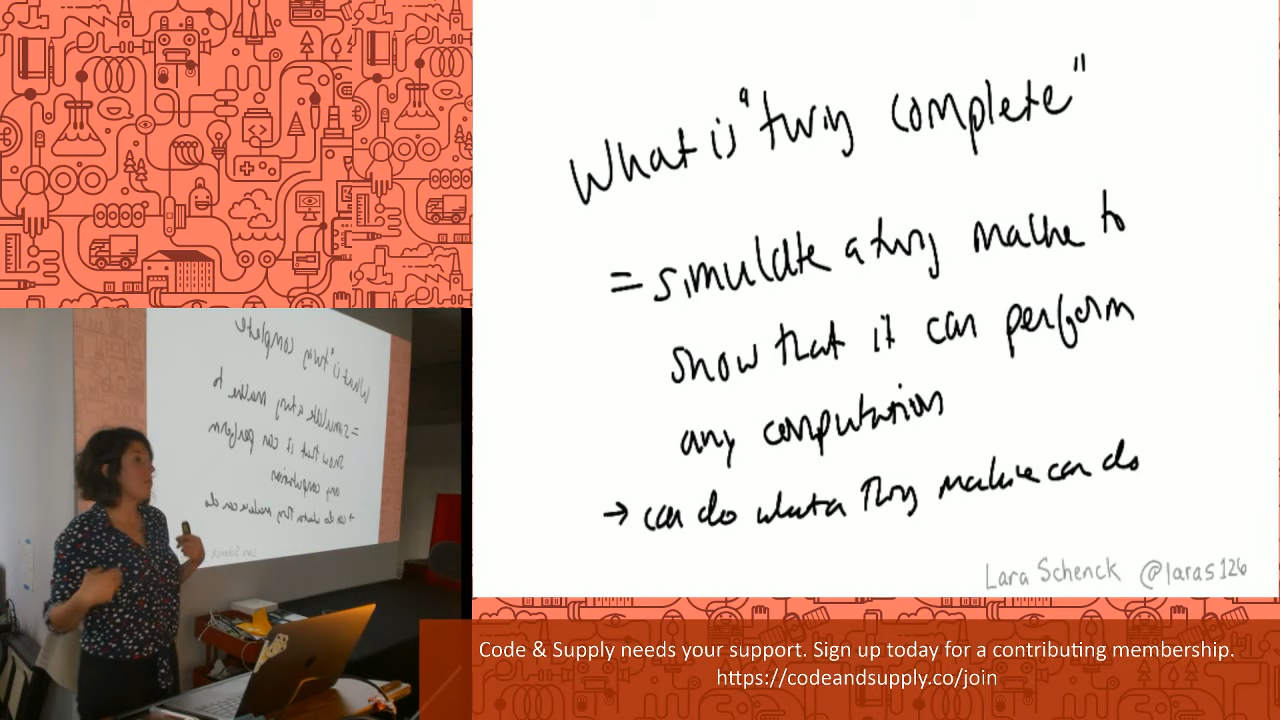 What is "turing complete"
= simulate a turing machine to
show that it can perform
any computation
→ can do what a Turing machine can do
Lara Schenck @laras126
Code & Supply needs your support. Sign up today for a contributing membership.
https://codeandsupply.co/join